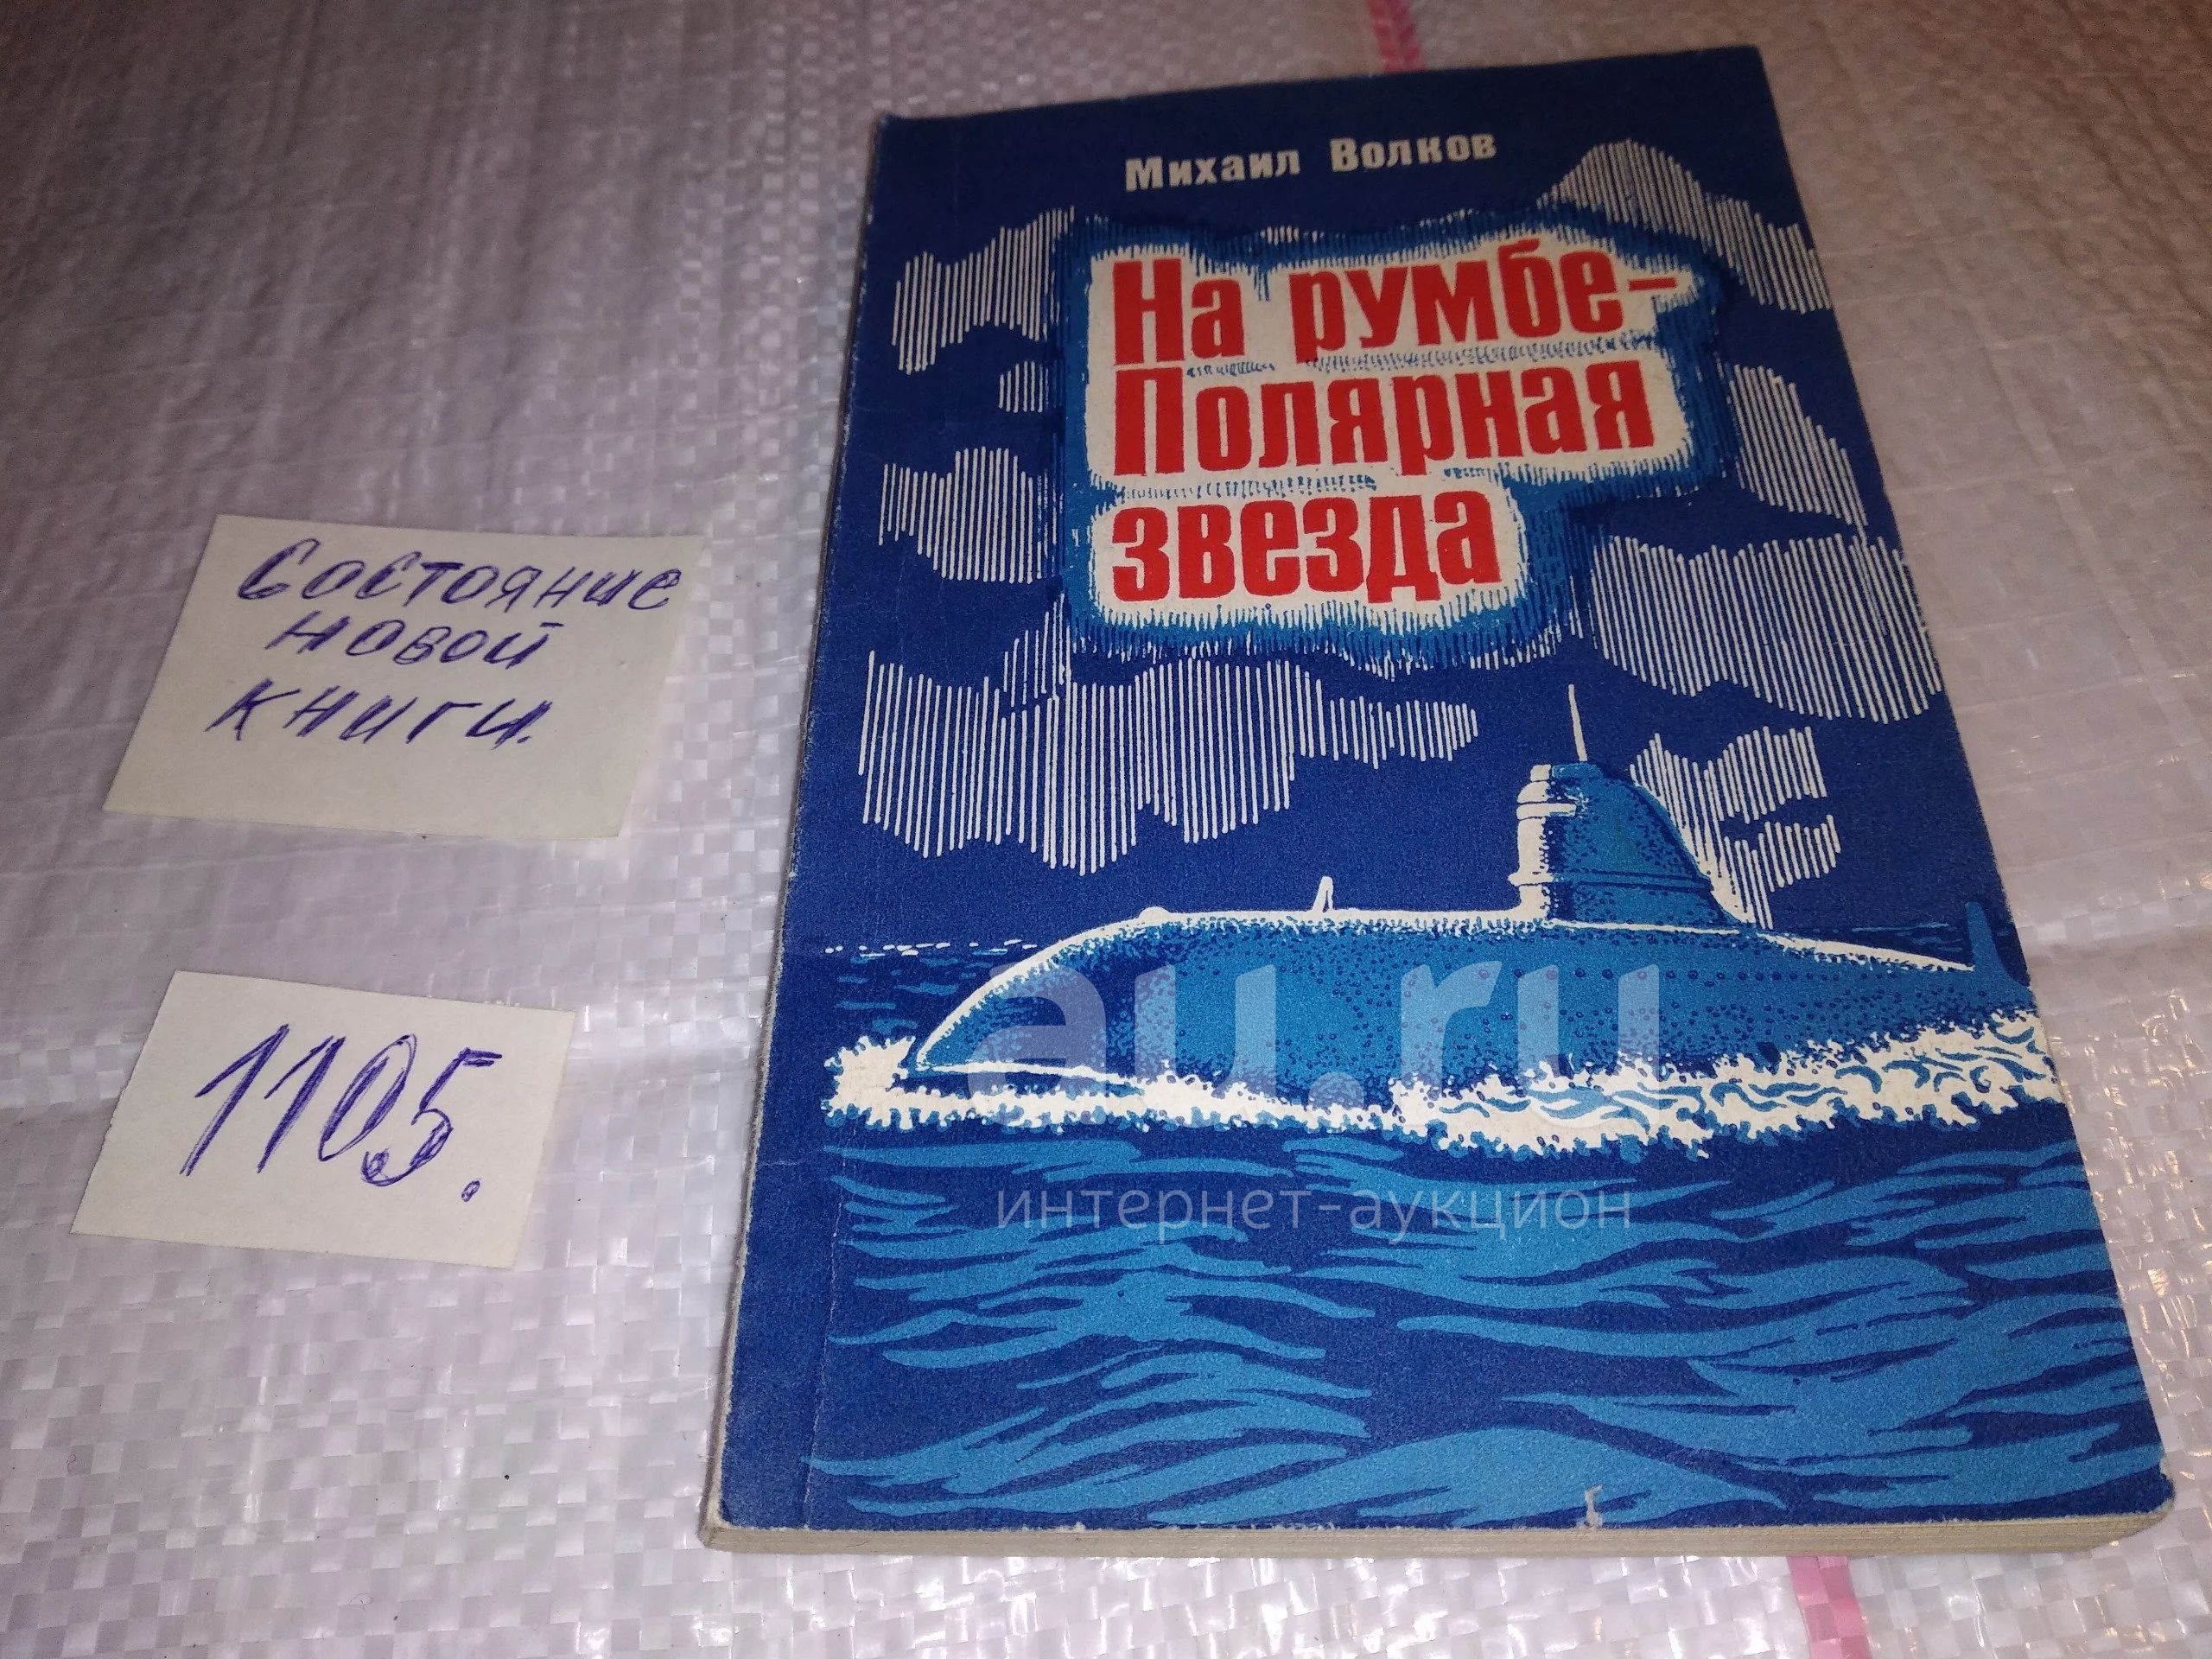 Михаил Волков
На румбе–
Полярная
звезда
Состояние
новой
книги.
1105.
au.ru
интернет-аукцион